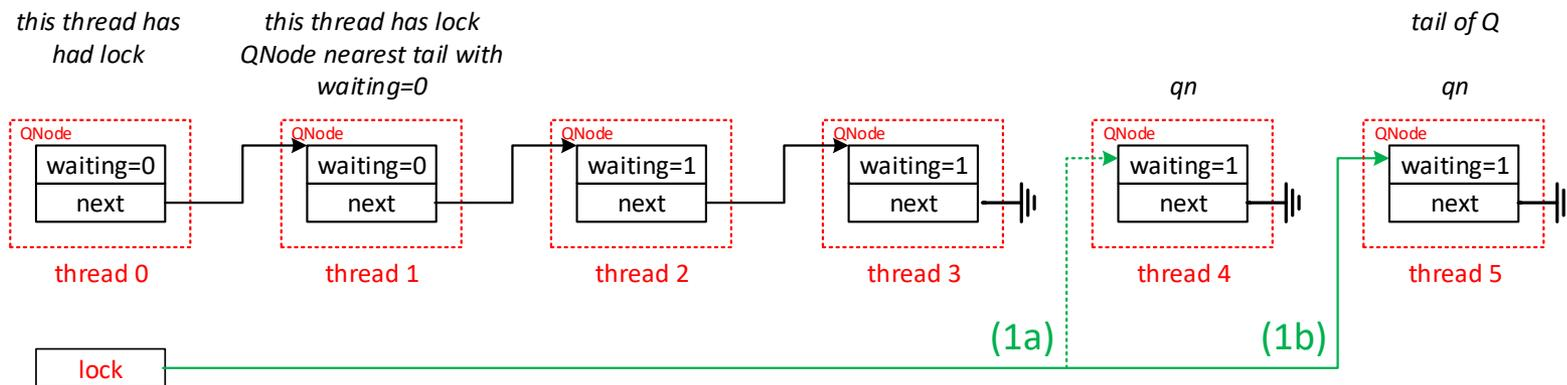 this thread has
had lock
this thread has lock
QNode nearest tail with
waiting=0
tail of Q
qn
qn
QNode
waiting=0
next
thread 0
QNode
waiting=0
next
thread 1
QNode
waiting=1
next
thread 2
QNode
waiting=1
next
thread 3
QNode
waiting=1
next
thread 4
QNode
waiting=1
next
thread 5
(1a)
(1b)
lock